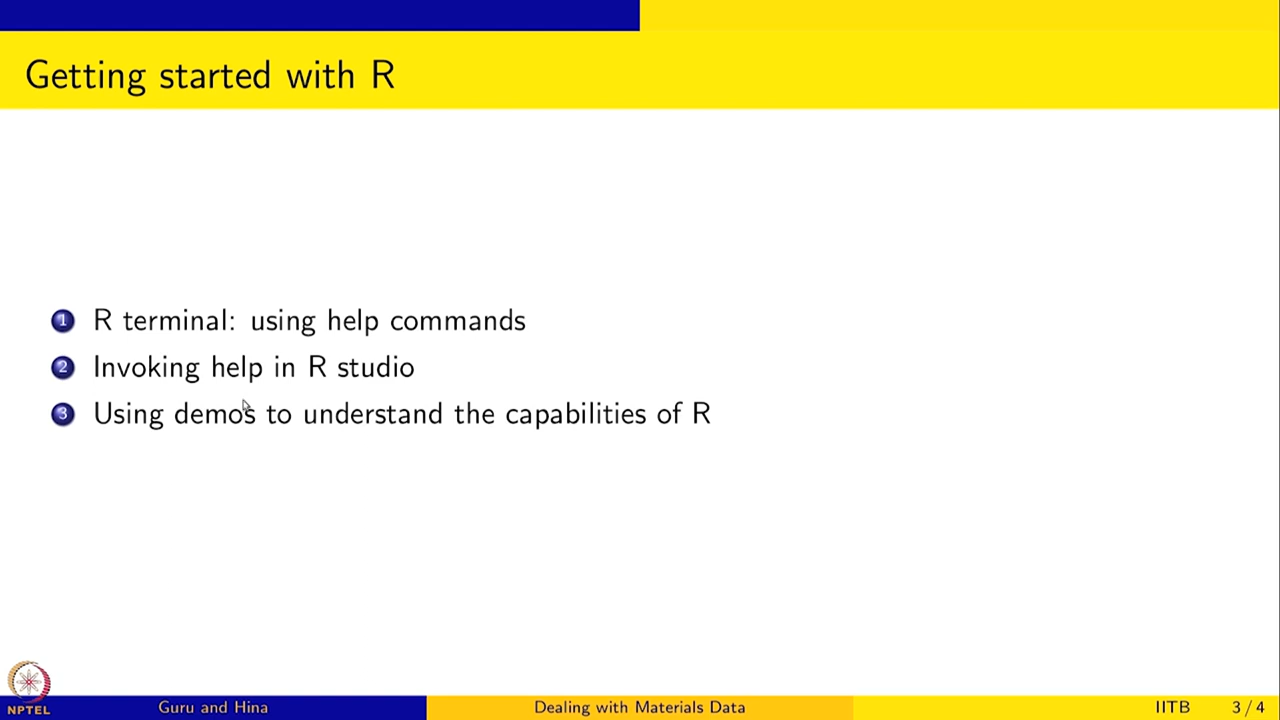 Getting started with R
1 R terminal: using help commands
2 Invoking help in R studio
3 Using demos to understand the capabilities of R
NPTEL
Guru and Hina
Dealing with Materials Data
IITB
3 / 4